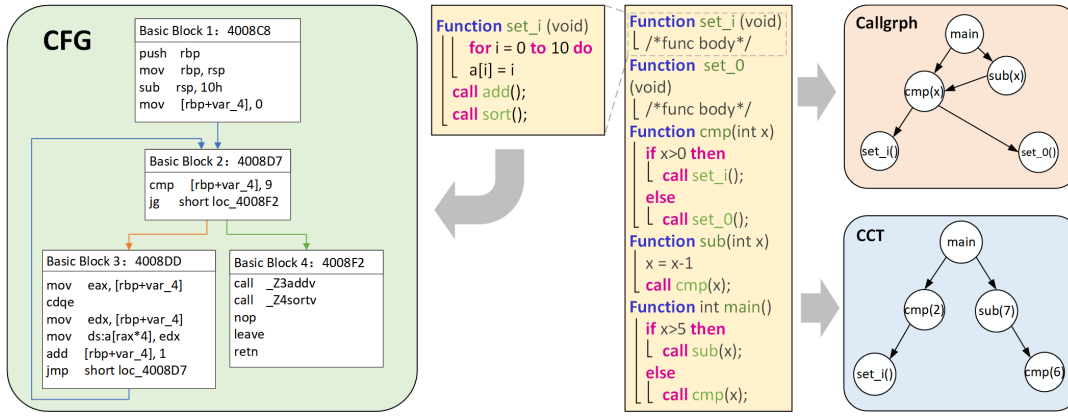 CFG
Basic Block 1: 4008C8
push rbp
mov rbp, rsp
sub rsp, 10h
mov [rbp+var_4], 0
Basic Block 2: 4008D7
cmp [rbp+var_4], 9
jg short loc_4008F2
Basic Block 3: 4008DD
mov eax, [rbp+var_4]
cdqe
mov edx, [rbp+var_4]
mov ds:a[rax*4], edx
add [rbp+var_4], 1
jmp short loc_4008D7
Basic Block 4: 4008F2
call _Z3addv
call _Z4sortv
nop
leave
retn
Function set_i (void)
for i = 0 to 10 do
a[i] = i
call add();
call sort();
Function set_i (void)
/*func body*/
Function set_0
(void)
/*func body*/
Function cmp(int x)
if x>0 then
call set_i();
else
call set_0();
Function sub(int x)
x = x-1
call cmp(x);
Function int main()
if x>5 then
call sub(x);
else
call cmp(x);
Callgrph
main
sub(x)
cmp(x)
set_i()
set_0()
CCT
main
cmp(2)
sub(7)
set_i()
cmp(6)